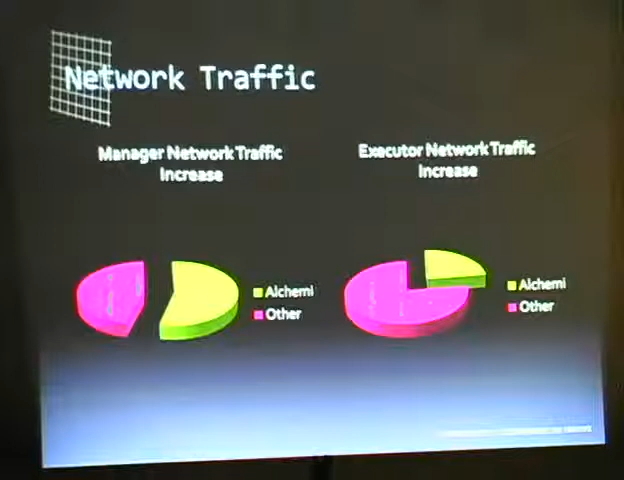 Network Traffic
Manager Network Traffic
Increase
Executor Network Traffic
Increase
Alchemi
Other
Alchemi
Other